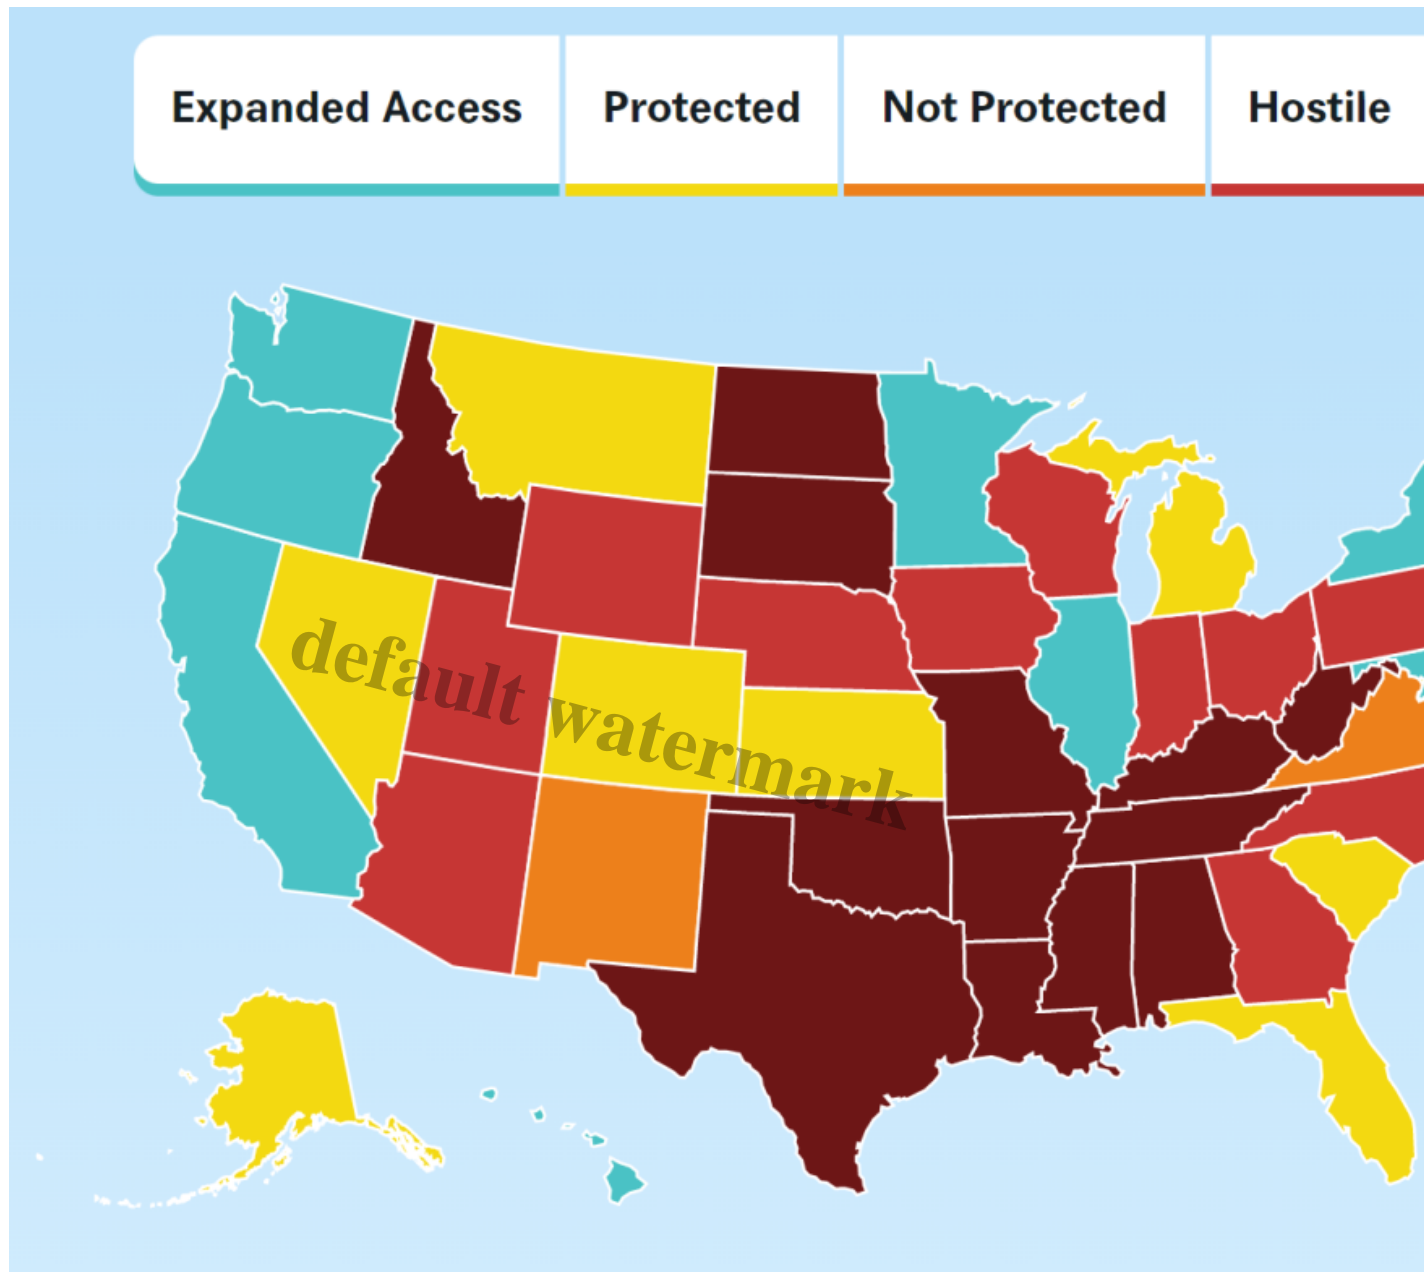 Expanded Access
Protected
Not Protected
Hostile
default watermark